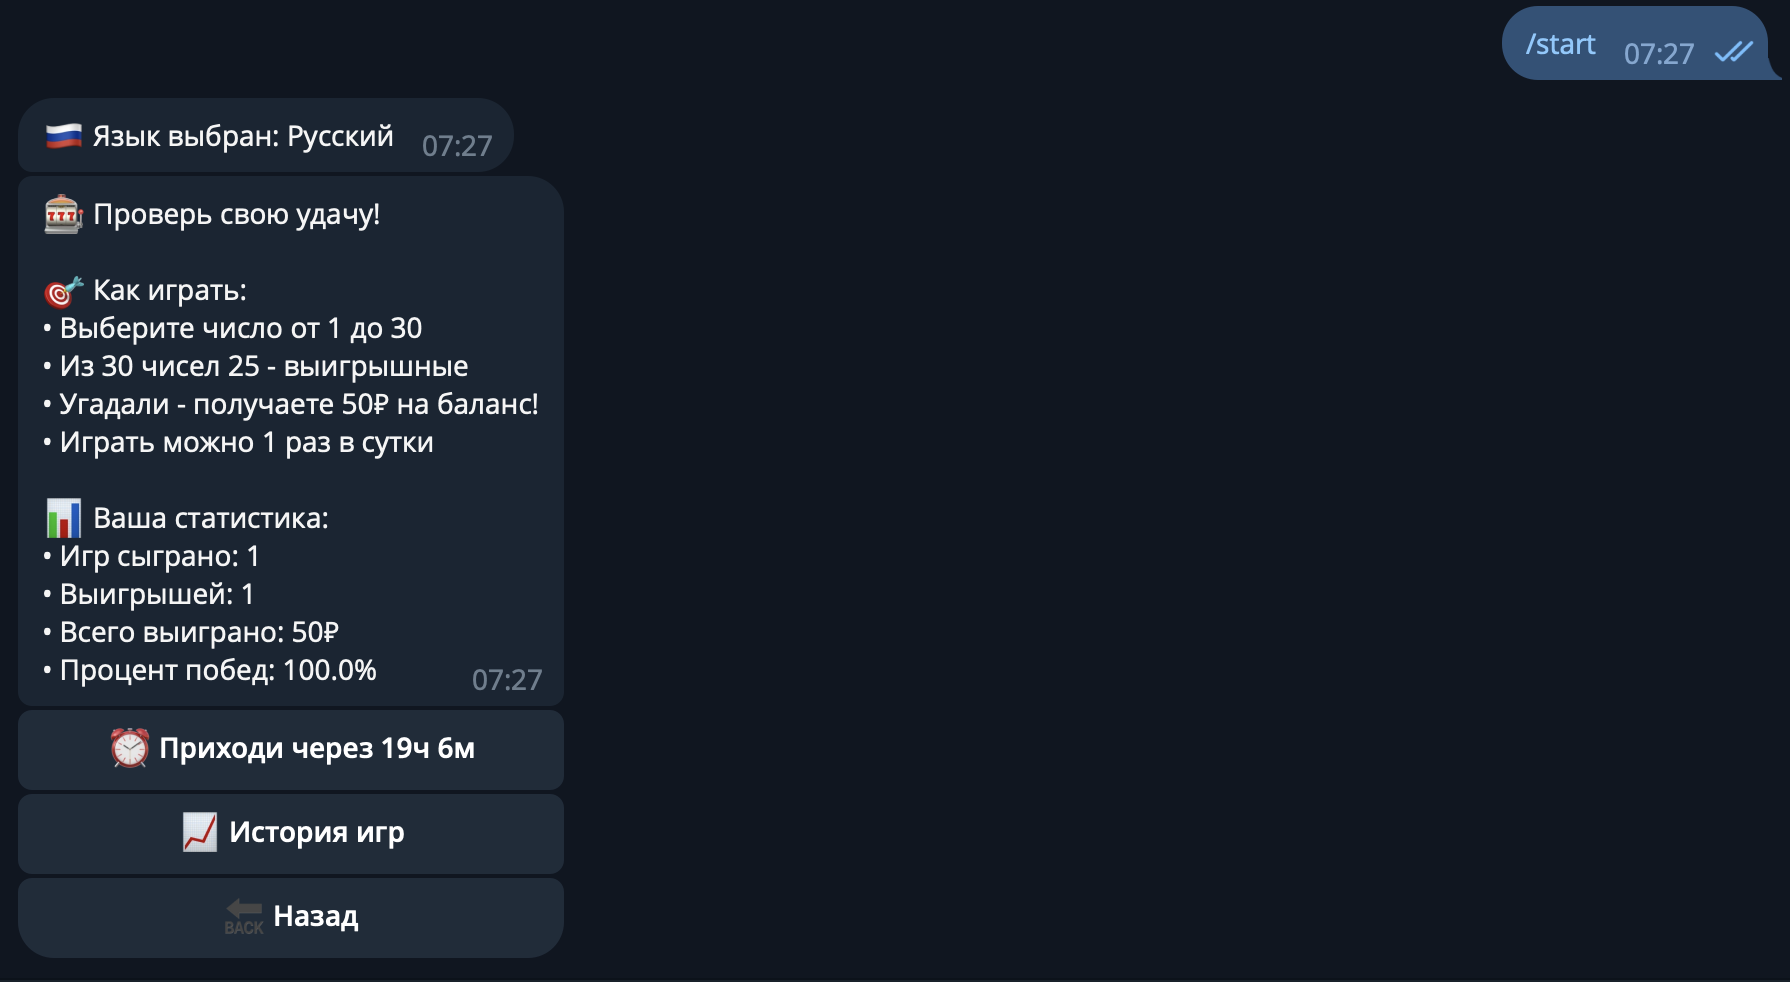 /start 07:27
Язык выбран: Русский 07:27
Проверь свою удачу!
Как играть:
• Выберите число от 1 до 30
• Из 30 чисел 25 - выигрышные
• Угадали - получаете 50₽ на баланс!
• Играть можно 1 раз в сутки
Ваша статистика:
• Игр сыграно: 1
• Выигрышей: 1
• Всего выиграно: 50₽
• Процент побед: 100.0% 07:27
Приходи через 19ч 6м
История игр
BACK Назад